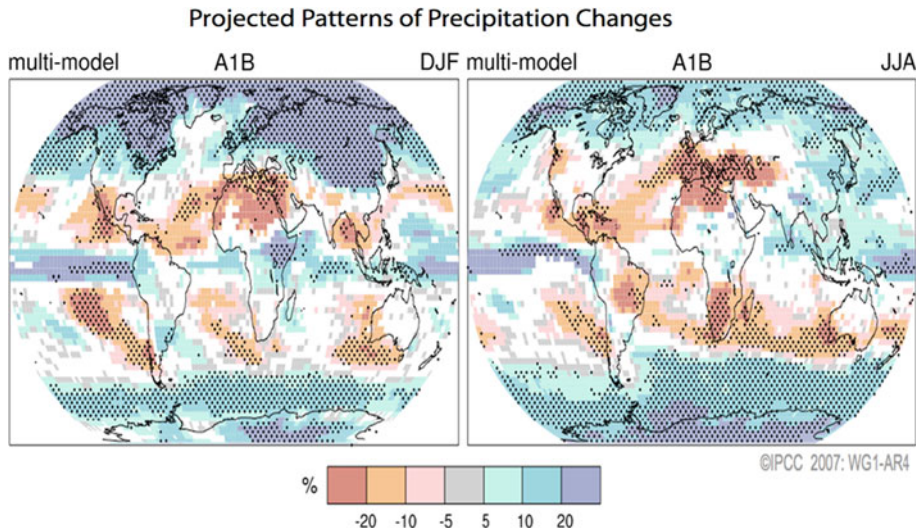 Projected Patterns of Precipitation Changes
multi-model A1B DJF multi-model A1B JJA
©IPCC 2007: WG1-AR4
%
-20 -10 -5 5 10 20